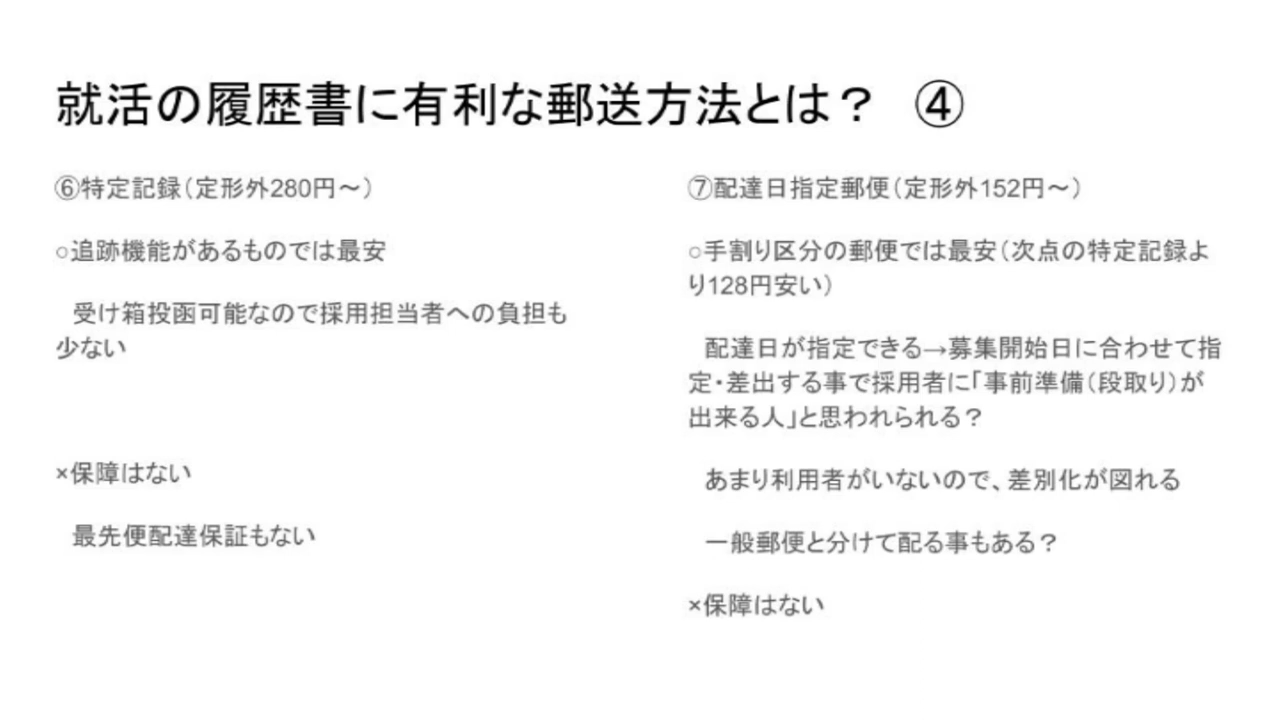 就活の履歴書に有利な郵送方法とは？　④
⑥特定記録（定形外280円～）
○追跡機能があるものでは最安
　受け箱投函可能なので採用担当者への負担も
少ない
×保障はない
　最先便配達保証もない
⑦配達日指定郵便（定形外152円～）
○手割り区分の郵便では最安（次点の特定記録よ
り128円安い）
　配達日が指定できる→募集開始日に合わせて指
定・差出する事で採用者に「事前準備（段取り）が
出来る人」と思われられる？
　あまり利用者がいないので、差別化が図れる
　一般郵便と分けて配る事もある？
×保障はない